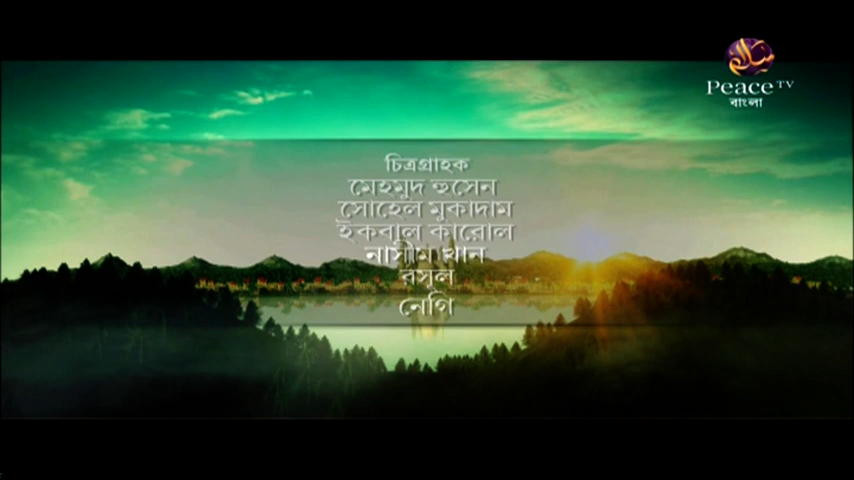 Peace TV
বাংলা
চিত্রগ্রাহক
মেহমুদ হুসেন
সোহেল মুকাদাম
ইকবাল কারোল
নাসীম খান
রসূল
নেগি